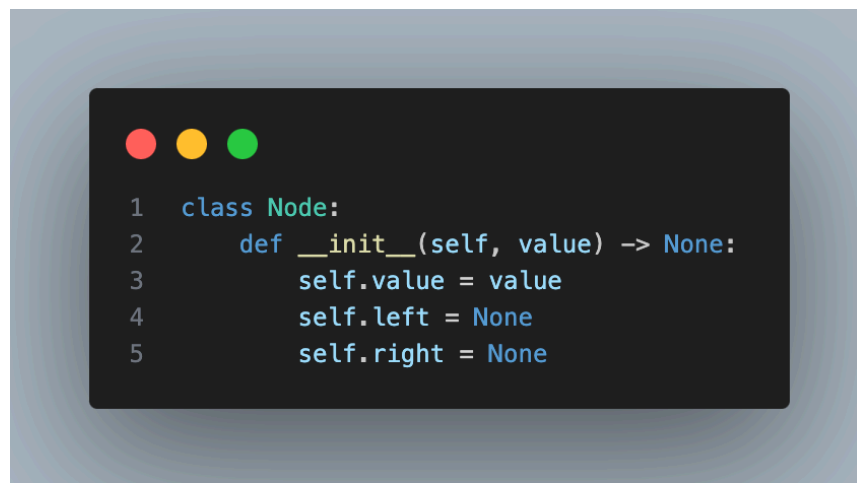 1 class Node:
2     def __init__(self, value) -> None:
3         self.value = value
4         self.left = None
5         self.right = None